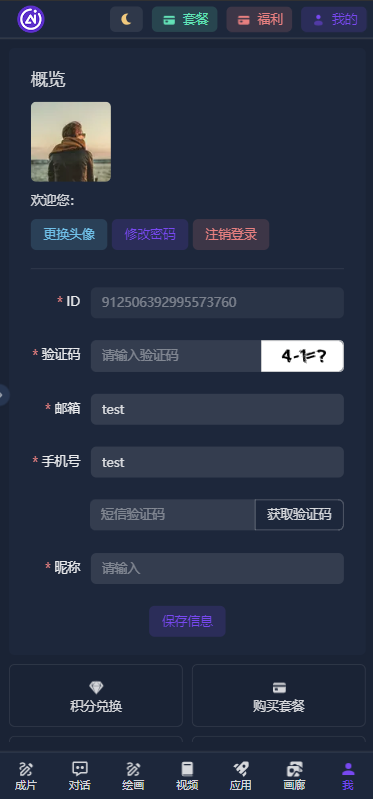 套餐 福利 我的
概览
欢迎您:
更换头像 修改密码 注销登录
* ID 912506392995573760
* 验证码 请输入验证码 4-1=?
* 邮箱 test
* 手机号 test
短信验证码 获取验证码
* 昵称 请输入
保存信息
积分兑换 购买套餐
成片 对话 绘画 视频 应用 画廊 我